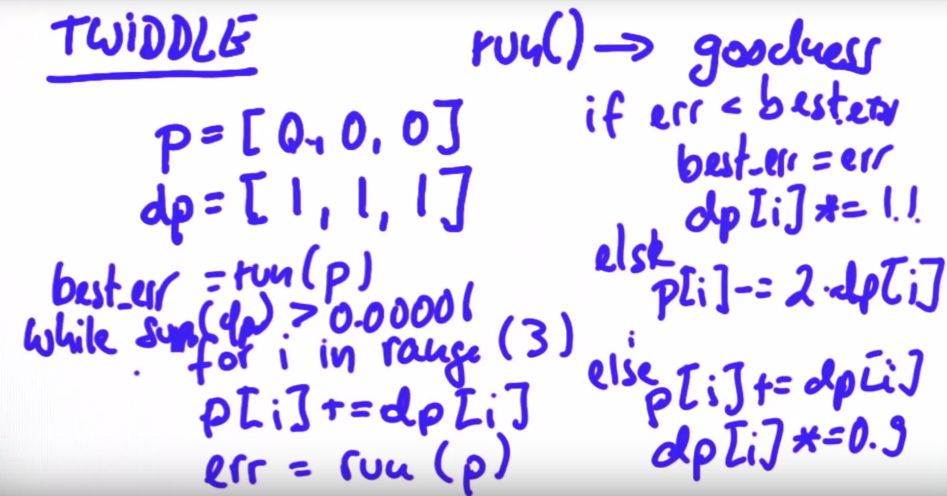 TWIDDLE
p = [ 0, 0, 0]
dp = [ 1, 1, 1]
best_err = run(p)
while sum(dp) > 0.00001
for i in range (3)
p[i] += dp[i]
err = run (p)
run() → goodness
if err < best_err
best_err = err
dp[i] *= 1.1
else
p[i] -= 2·dp[i]
else
p[i] += dp[i]
dp[i] *= 0.9